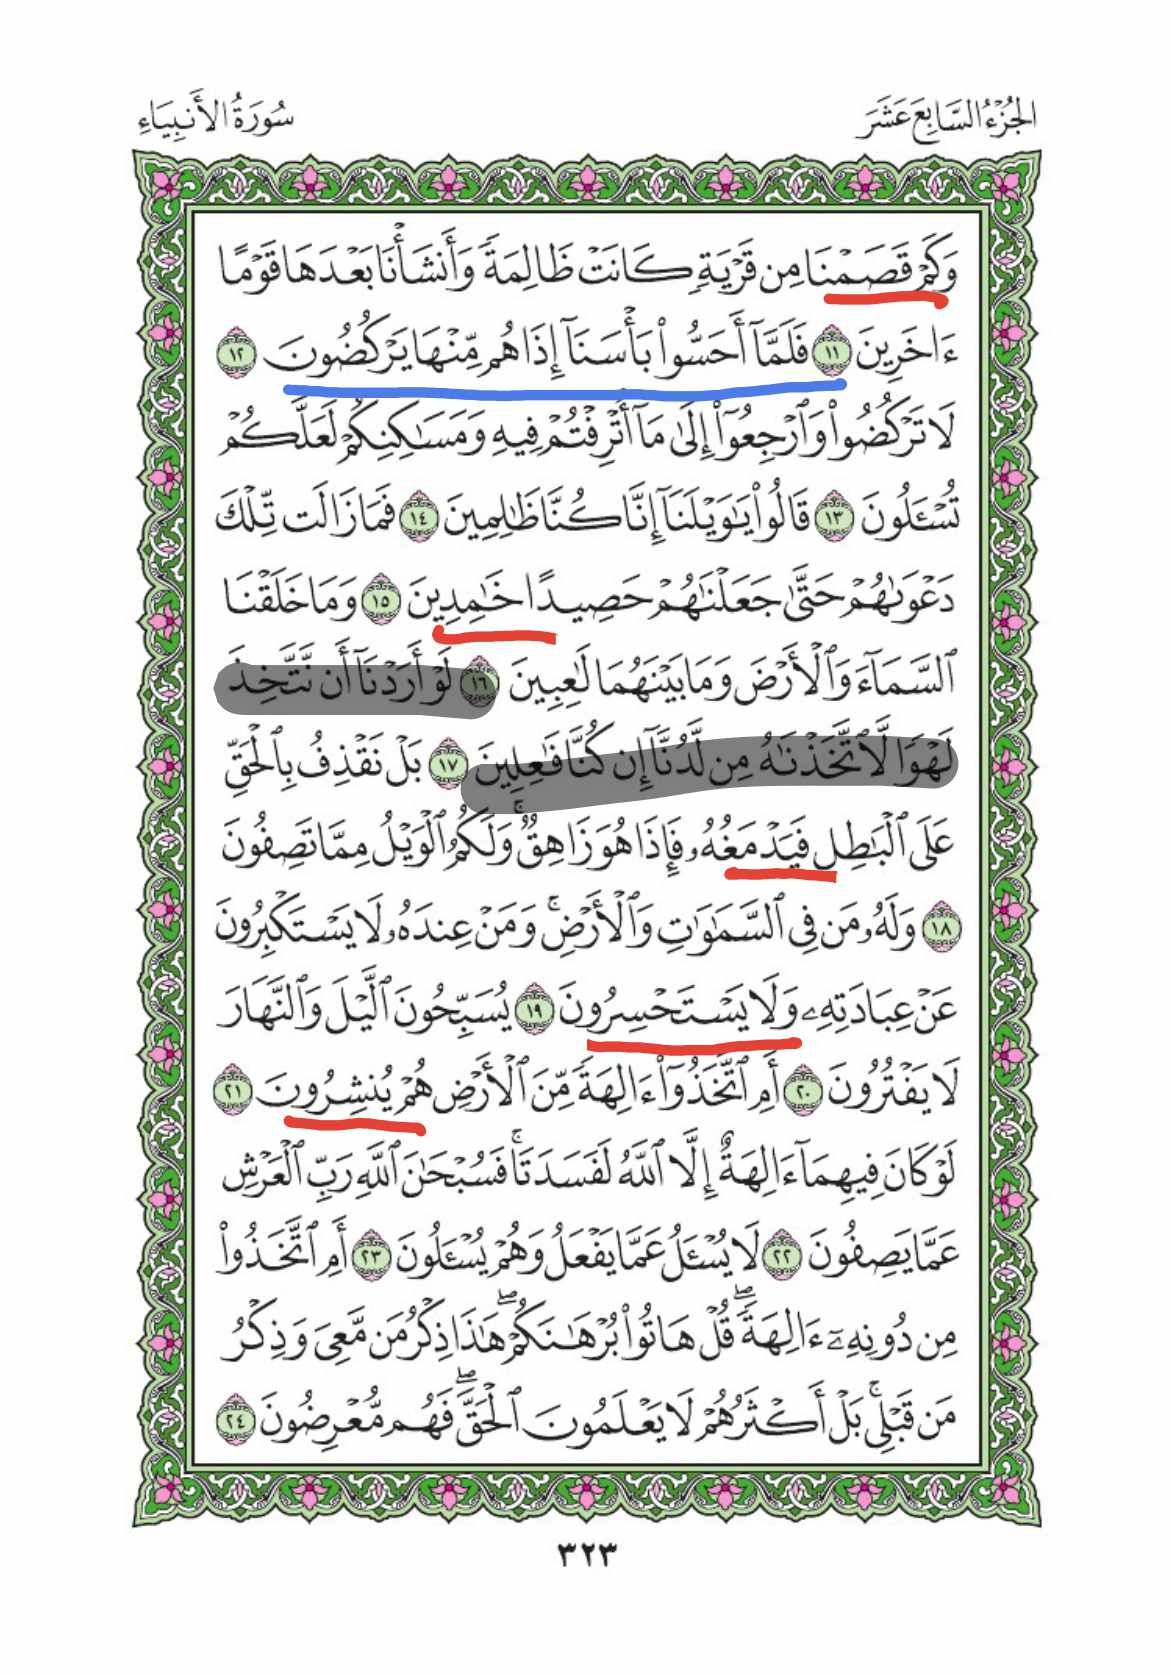 الجُزْءُ السَّابِعَ عَشَرَ
سُورَةُ الأَنبِيَاءِ
وَكَمْ قَصَمْنَا مِن قَرْيَةٍ كَانَتْ ظَالِمَةً وَأَنشَأْنَا بَعْدَهَا قَوْمًا
ءَاخَرِينَ ١١ فَلَمَّآ أَحَسُّوا۟ بَأْسَنَآ إِذَا هُم مِّنْهَا يَرْكُضُونَ ١٢
لَا تَرْكُضُوا۟ وَٱرْجِعُوٓا۟ إِلَىٰ مَآ أُتْرِفْتُمْ فِيهِ وَمَسَٰكِنِكُمْ لَعَلَّكُمْ
تُسْـَٔلُونَ ١٣ قَالُوا۟ يَٰوَيْلَنَآ إِنَّا كُنَّا ظَٰلِمِينَ ١٤ فَمَا زَالَت تِّلْكَ
دَعْوَىٰهُمْ حَتَّىٰ جَعَلْنَٰهُمْ حَصِيدًا خَٰمِدِينَ ١٥ وَمَا خَلَقْنَا
ٱلسَّمَآءَ وَٱلْأَرْضَ وَمَا بَيْنَهُمَا لَٰعِبِينَ ١٦ لَوْ أَرَدْنَآ أَن نَّتَّخِذَ
لَهْوًا لَّٱتَّخَذْنَٰهُ مِن لَّدُنَّآ إِن كُنَّا فَٰعِلِينَ ١٧ بَلْ نَقْذِفُ بِٱلْحَقِّ
عَلَى ٱلْبَٰطِلِ فَيَدْمَغُهُۥ فَإِذَا هُوَ زَاهِقٌ ۚ وَلَكُمُ ٱلْوَيْلُ مِمَّا تَصِفُونَ
١٨ وَلَهُۥ مَن فِى ٱلسَّمَٰوَٰتِ وَٱلْأَرْضِ ۚ وَمَنْ عِندَهُۥ لَا يَسْتَكْبِرُونَ
عَنْ عِبَادَتِهِۦ وَلَا يَسْتَحْسِرُونَ ١٩ يُسَبِّحُونَ ٱلَّيْلَ وَٱلنَّهَارَ
لَا يَفْتُرُونَ ٢٠ أَمِ ٱتَّخَذُوٓا۟ ءَالِهَةً مِّنَ ٱلْأَرْضِ هُمْ يُنشِرُونَ ٢١
لَوْ كَانَ فِيهِمَآ ءَالِهَةٌ إِلَّا ٱللَّهُ لَفَسَدَتَا ۚ فَسُبْحَٰنَ ٱللَّهِ رَبِّ ٱلْعَرْشِ
عَمَّا يَصِفُونَ ٢٢ لَا يُسْـَٔلُ عَمَّا يَفْعَلُ وَهُمْ يُسْـَٔلُونَ ٢٣ أَمِ ٱتَّخَذُوا۟
مِن دُونِهِۦٓ ءَالِهَةً ۖ قُلْ هَاتُوا۟ بُرْهَٰنَكُمْ ۖ هَٰذَا ذِكْرُ مَن مَّعِىَ وَذِكْرُ
مَن قَبْلِى ۚ بَلْ أَكْثَرُهُمْ لَا يَعْلَمُونَ ٱلْحَقَّ ۖ فَهُم مُّعْرِضُونَ ٢٤
٣٢٣